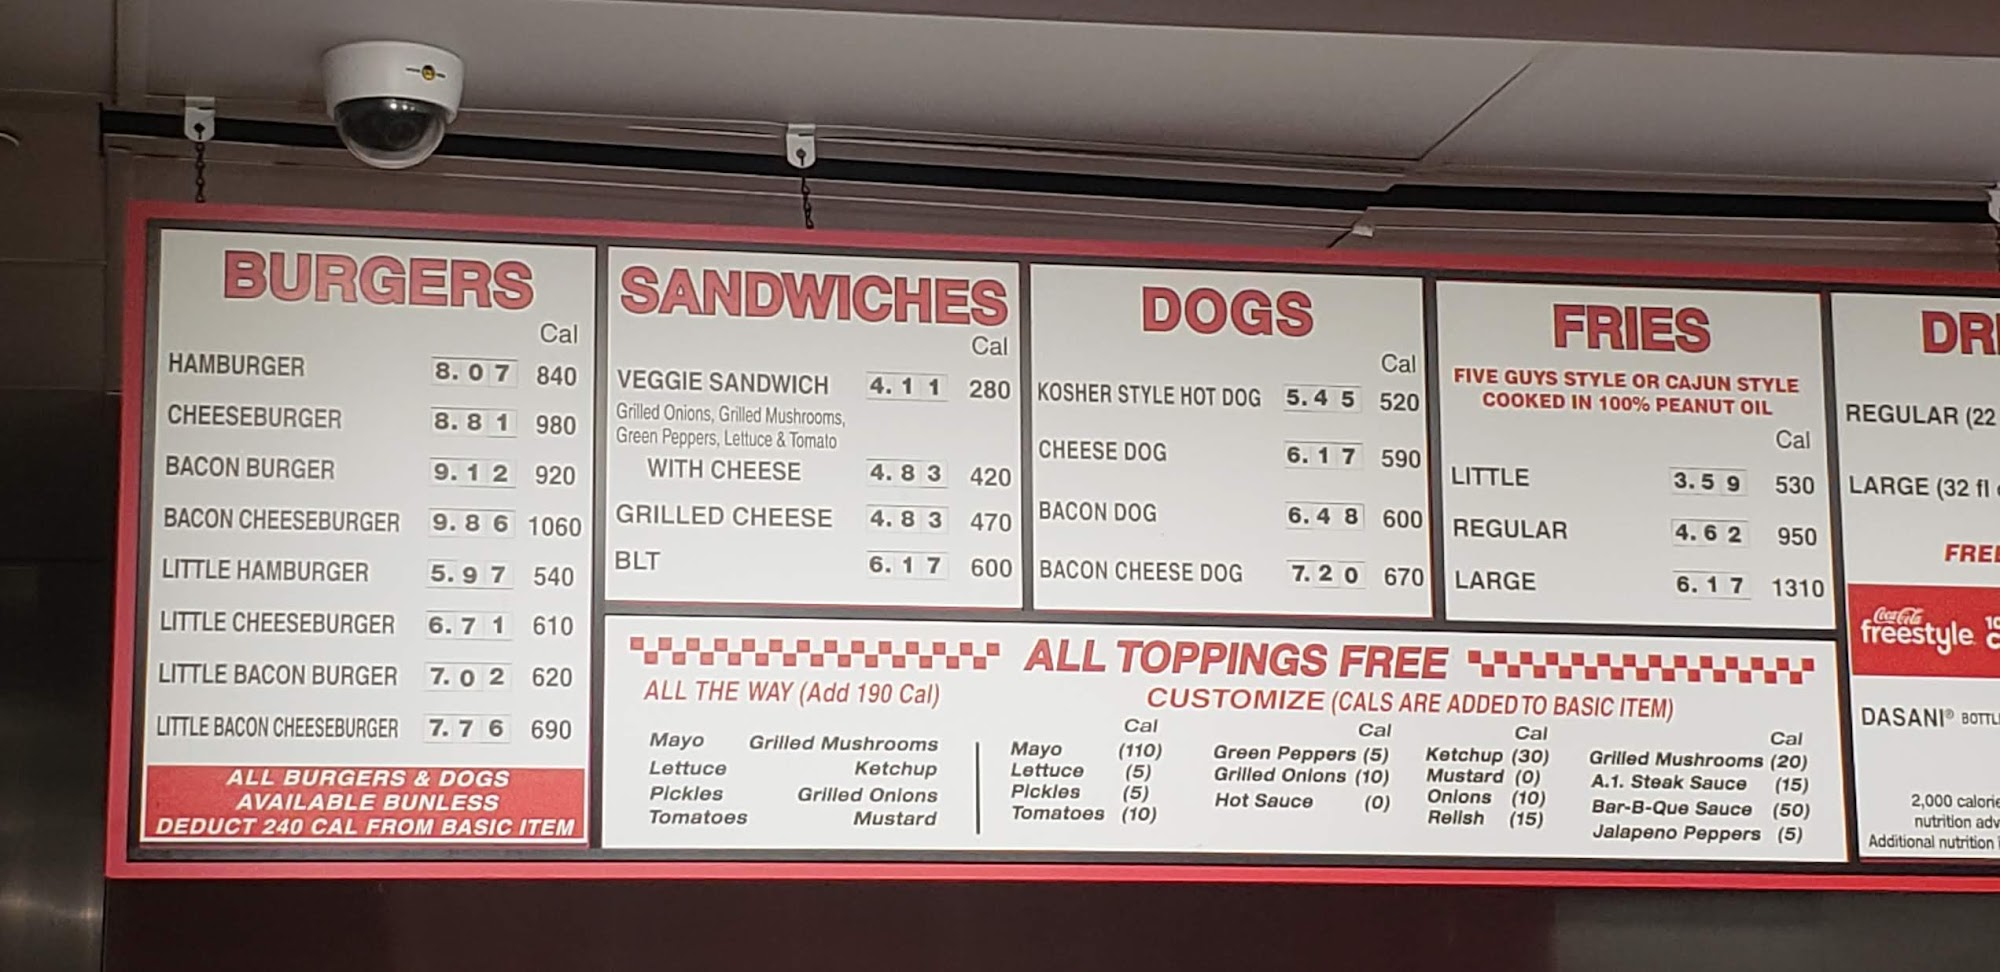 BURGERS
Cal
HAMBURGER 8.07 840
CHEESEBURGER 8.81 980
BACON BURGER 9.12 920
BACON CHEESEBURGER 9.86 1060
LITTLE HAMBURGER 5.97 540
LITTLE CHEESEBURGER 6.71 610
LITTLE BACON BURGER 7.02 620
LITTLE BACON CHEESEBURGER 7.76 690
ALL BURGERS & DOGS
AVAILABLE BUNLESS
DEDUCT 240 CAL FROM BASIC ITEM
SANDWICHES
Cal
VEGGIE SANDWICH 4.11 280
Grilled Onions, Grilled Mushrooms,
Green Peppers, Lettuce & Tomato
WITH CHEESE 4.83 420
GRILLED CHEESE 4.83 470
BLT 6.17 600
DOGS
Cal
KOSHER STYLE HOT DOG 5.45 520
CHEESE DOG 6.17 590
BACON DOG 6.48 600
BACON CHEESE DOG 7.20 670
FRIES
FIVE GUYS STYLE OR CAJUN STYLE
COOKED IN 100% PEANUT OIL
Cal
LITTLE 3.59 530
REGULAR 4.62 950
LARGE 6.17 1310
ALL TOPPINGS FREE
ALL THE WAY (Add 190 Cal)
Mayo Grilled Mushrooms
Lettuce Ketchup
Pickles Grilled Onions
Tomatoes Mustard
CUSTOMIZE (CALS ARE ADDED TO BASIC ITEM)
Cal
Mayo (110)
Lettuce (5)
Pickles (5)
Tomatoes (10)
Cal
Green Peppers (5)
Grilled Onions (10)
Hot Sauce (0)
Cal
Ketchup (30)
Mustard (0)
Onions (10)
Relish (15)
Cal
Grilled Mushrooms (20)
A.1. Steak Sauce (15)
Bar-B-Que Sauce (50)
Jalapeno Peppers (5)
REGULAR (22
LARGE (32 fl
Coca-Cola
freestyle
DASANI®
2,000
nutrition
Additional nutrition